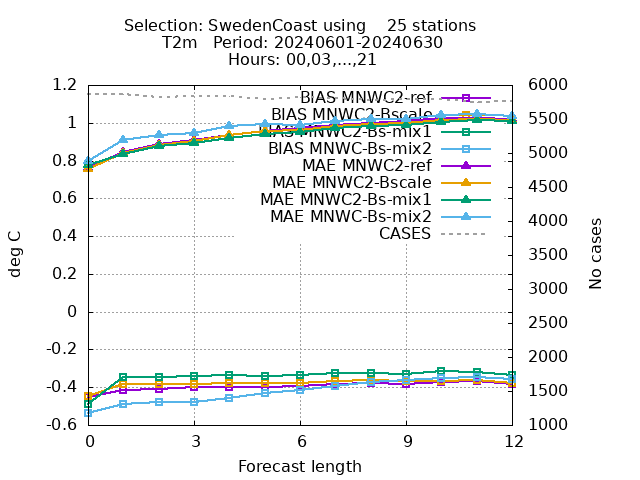 Selection: SwedenCoast using 25 stations
T2m Period: 20240601-20240630
Hours: 00,03,...,21
BIAS MNWC2-ref
BIAS MNWC2-Bscale
BIAS MNWC2-Bs-mix1
BIAS MNWC-Bs-mix2
MAE MNWC2-ref
MAE MNWC2-Bscale
MAE MNWC2-Bs-mix1
MAE MNWC-Bs-mix2
CASES
1.2
1
0.8
0.6
0.4
0.2
0
-0.2
-0.4
-0.6
deg C
6000
5500
5000
4500
4000
3500
3000
2500
2000
1500
1000
No cases
0 3 6 9 12
Forecast length